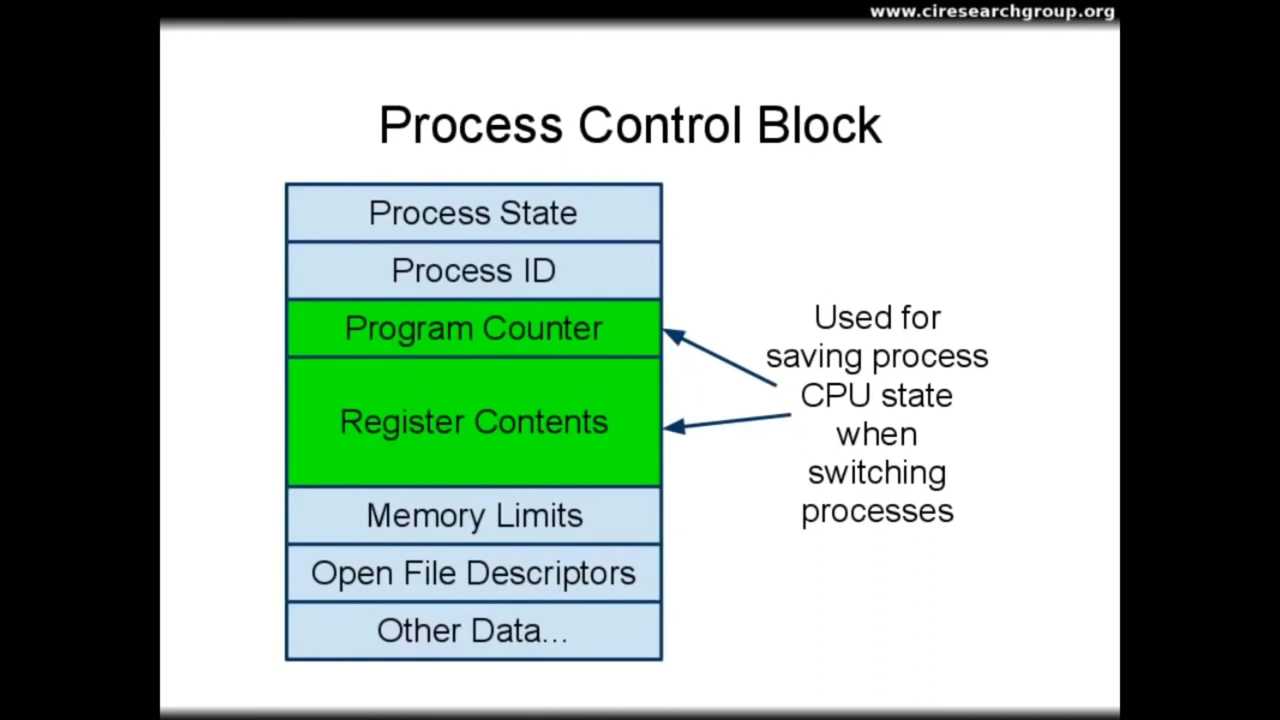 www.ciresearchgroup.org
Process Control Block
Process State
Process ID
Program Counter
Register Contents
Memory Limits
Open File Descriptors
Other Data...
Used for
saving process
CPU state
when
switching
processes